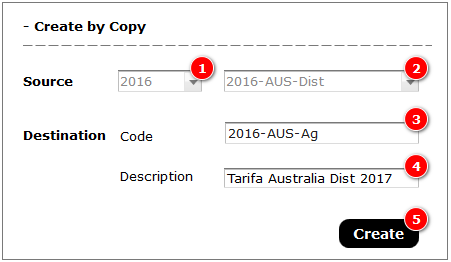 - Create by Copy
Source 2016 1 2016-AUS-Dist 2
Destination Code 2016-AUS-Ag 3
Description Tarifa Australia Dist 2017 4
Create 5